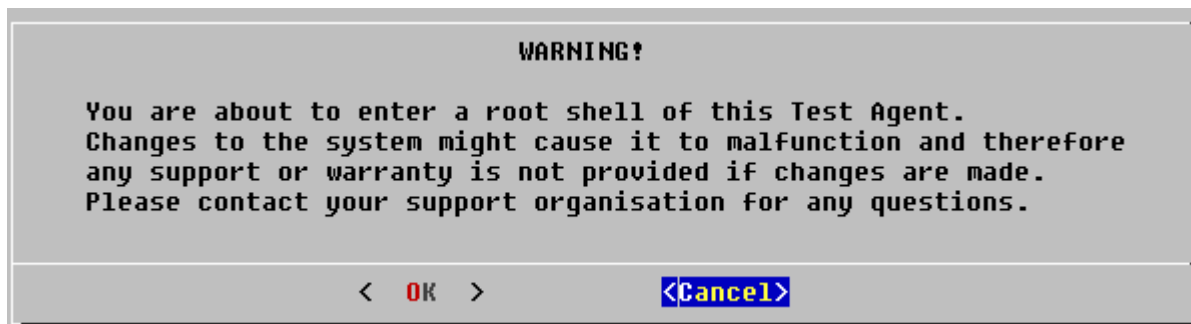 WARNING!
You are about to enter a root shell of this Test Agent.
Changes to the system might cause it to malfunction and therefore
any support or warranty is not provided if changes are made.
Please contact your support organisation for any questions.
< OK > <Cancel>